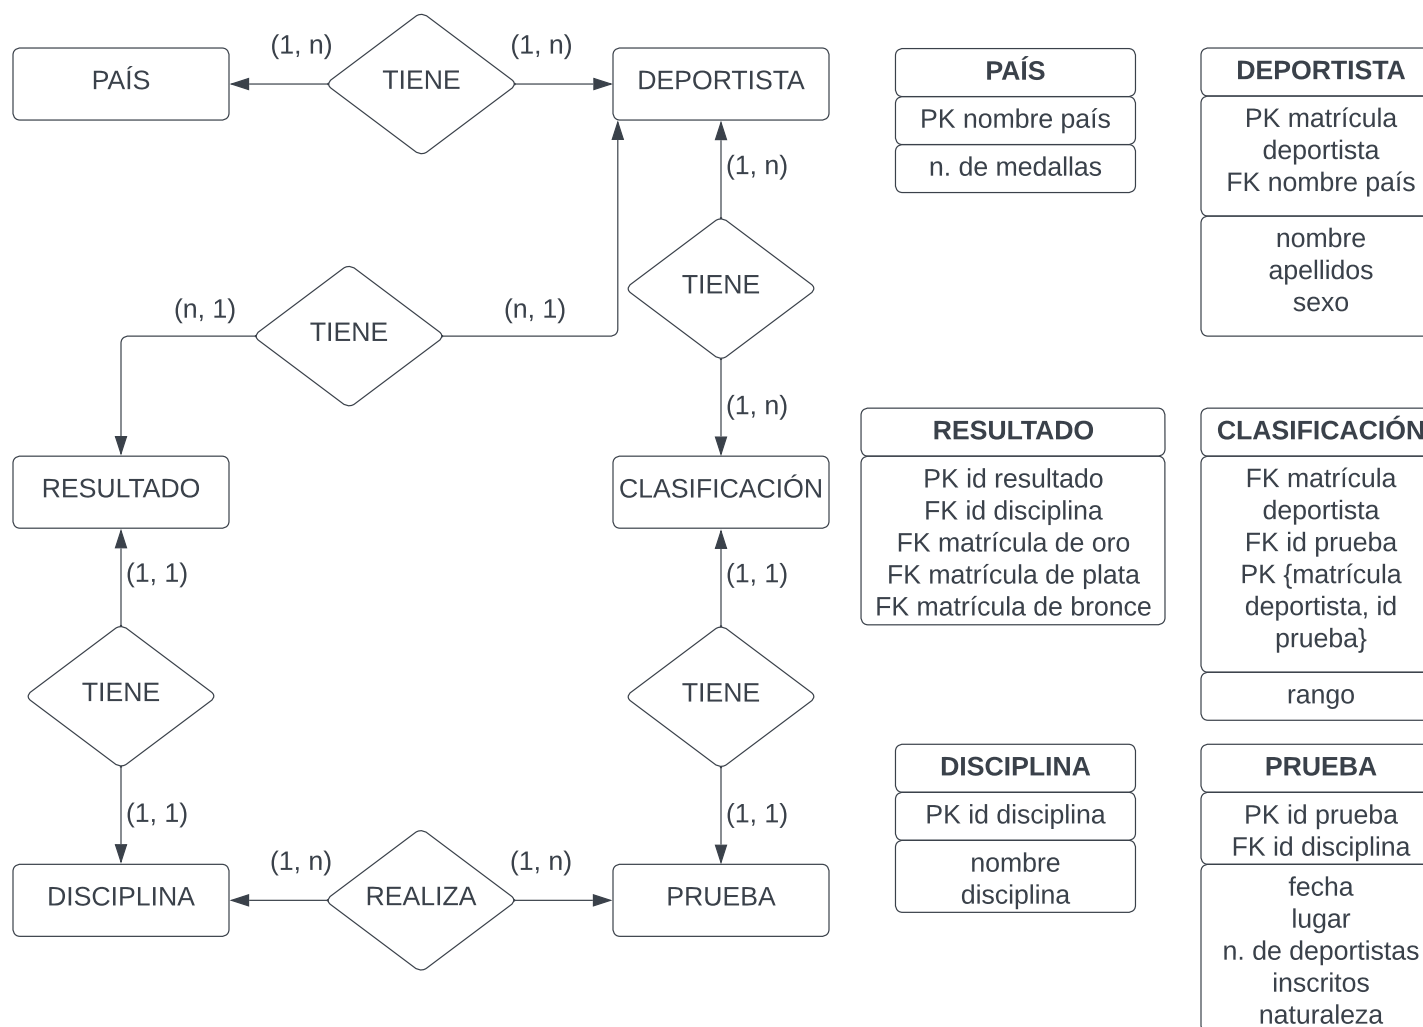 (1, n)
(1, n)
PAÍS
TIENE
DEPORTISTA
(1, n)
TIENE
(n, 1)
(n, 1)
TIENE
(1, n)
RESULTADO
CLASIFICACIÓN
(1, 1)
(1, 1)
TIENE
TIENE
(1, 1)
(1, 1)
(1, n)
(1, n)
DISCIPLINA
REALIZA
PRUEBA
PAÍS
PK nombre país
n. de medallas
DEPORTISTA
PK matrícula
deportista
FK nombre país
nombre
apellidos
sexo
RESULTADO
PK id resultado
FK id disciplina
FK matrícula de oro
FK matrícula de plata
FK matrícula de bronce
CLASIFICACIÓN
FK matrícula
deportista
FK id prueba
PK {matrícula
deportista, id
prueba}
rango
DISCIPLINA
PK id disciplina
nombre
disciplina
PRUEBA
PK id prueba
FK id disciplina
fecha
lugar
n. de deportistas
inscritos
naturaleza